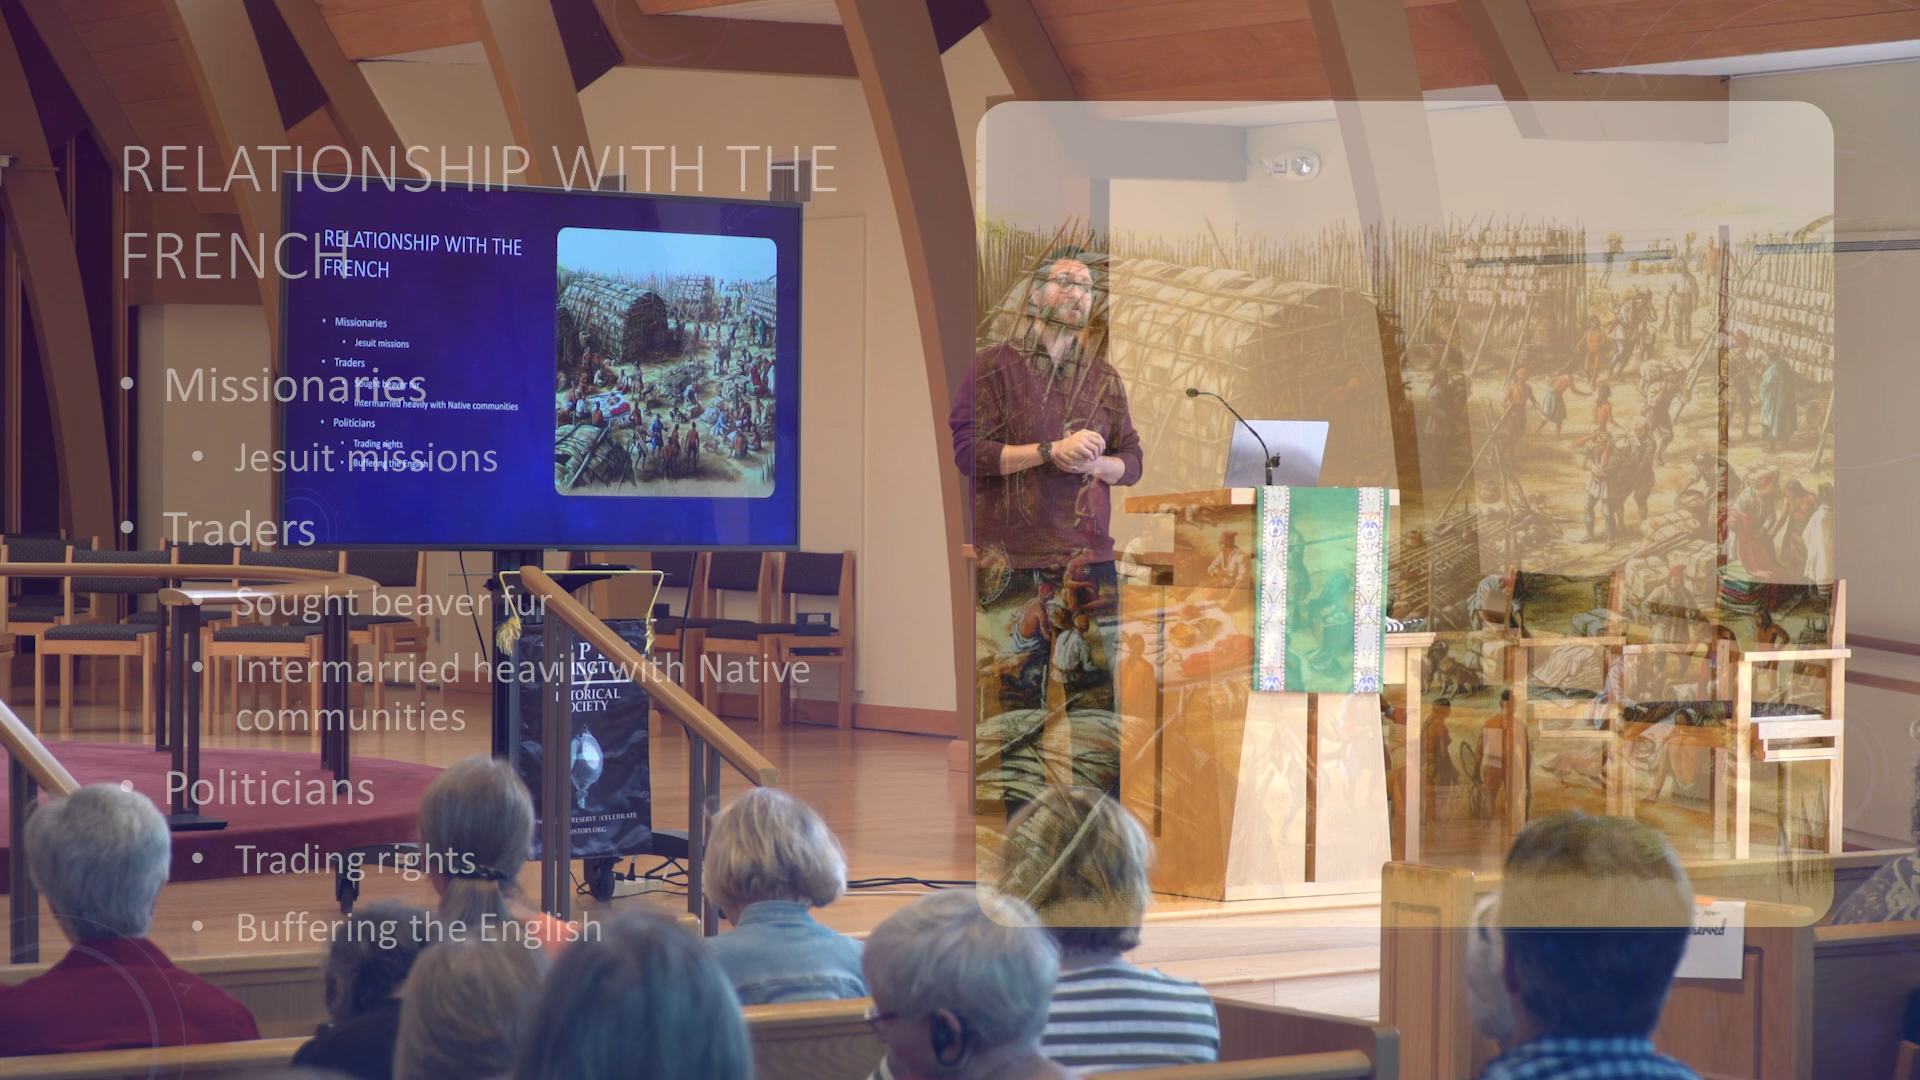 RELATIONSHIP WITH THE
FRENCH
• Missionaries
• Jesuit missions
• Traders
• Sought beaver fur
• Intermarried heavily with Native
communities
• Politicians
• Trading rights
• Buffering the English
RELATIONSHIP WITH THE
FRENCH
• Missionaries
• Jesuit missions
• Traders
• Sought beaver fur
• Intermarried heavily with Native communities
• Politicians
• Trading rights
• Buffering the English
CELEBRATE